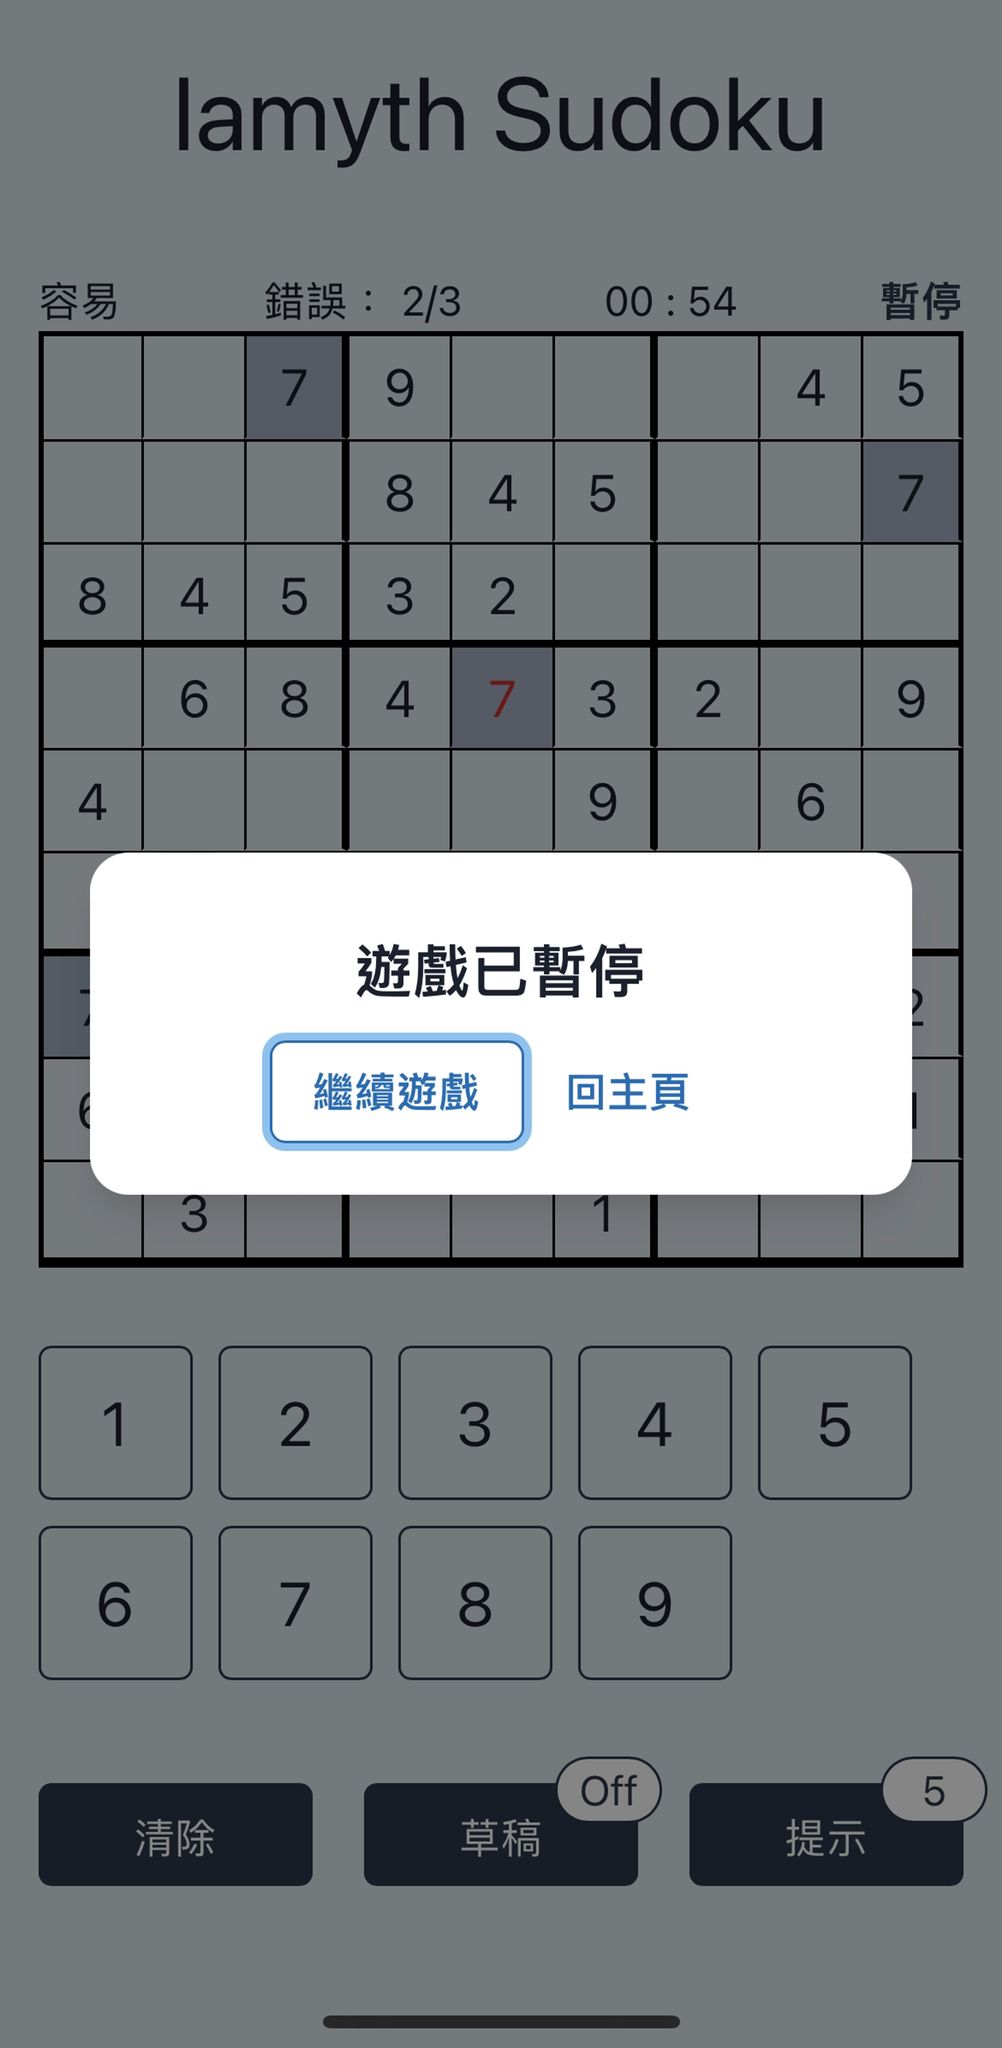 Iamyth Sudoku
容易 錯誤： 2/3 00 : 54 暫停
7 9 4 5
8 4 5 7
8 4 5 3 2
6 8 4 7 3 2 9
4 9 6
遊戲已暫停
2
繼續遊戲 回主頁
6
3 1
1 2 3 4 5
6 7 8 9
Off 5
清除 草稿 提示